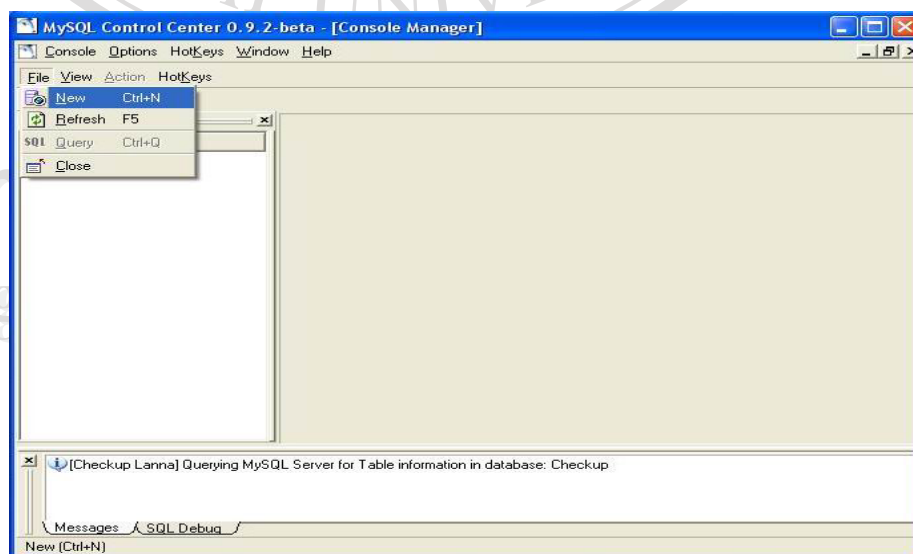 MySQL Control Center 0.9.2-beta - [Console Manager]
Console Options HotKeys Window Help
File View Action HotKeys
New Ctrl+N
Refresh F5
SQL Query Ctrl+Q
Close
[Checkup Lanna] Querying MySQL Server for Table information in database: Checkup
Messages SQL Debug
New (Ctrl+N)